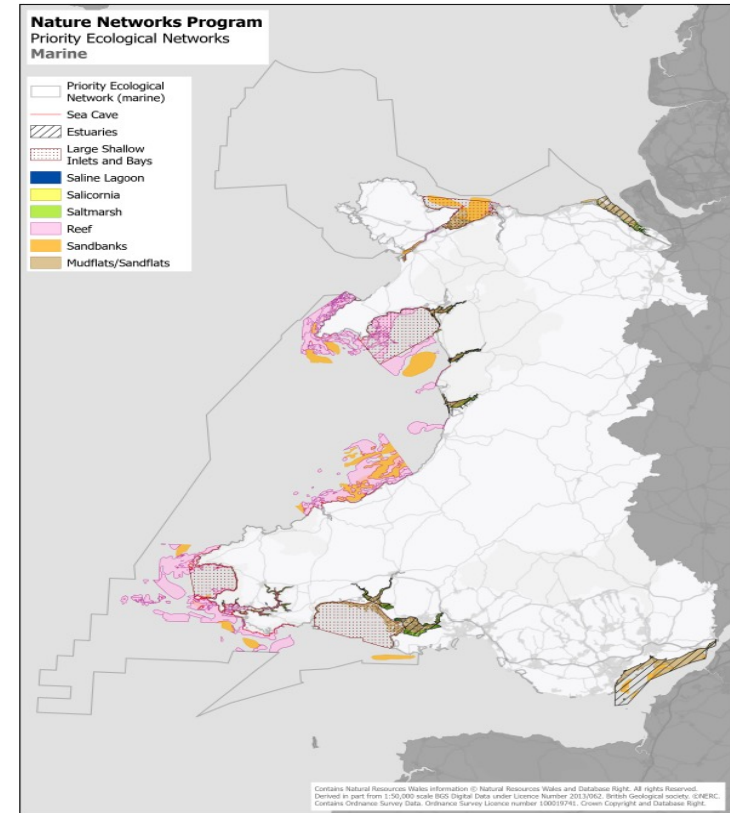 Nature Networks Program
Priority Ecological Networks
Marine
Priority Ecological
Network (marine)
Sea Cave
Estuaries
Large Shallow
Inlets and Bays
Saline Lagoon
Salicornia
Saltmarsh
Reef
Sandbanks
Mudflats/Sandflats
Contains Natural Resources Wales information © Natural Resources Wales and Database Right. All rights Reserved.
Derived in part from 1:50,000 scale BGS Digital Data under Licence Number 2013/062. British Geological society. ©NERC.
Contains Ordnance Survey Data. Ordnance Survey Licence number 100019741. Crown Copyright and Database Right.